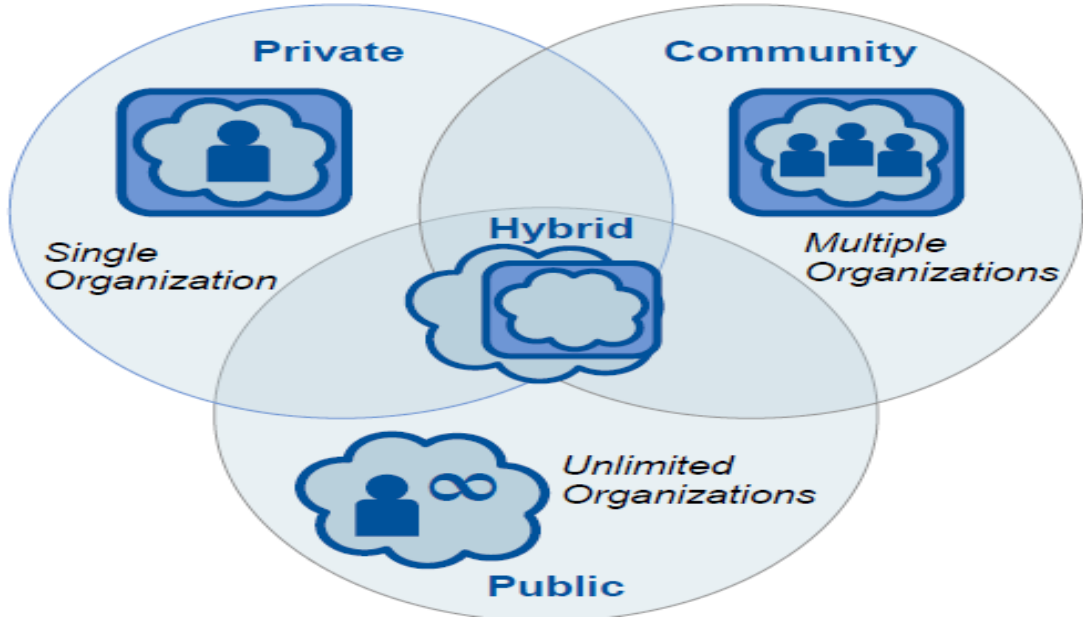 Private
Community
Single
Organization
Hybrid
Multiple
Organizations
∞
Unlimited
Organizations
Public